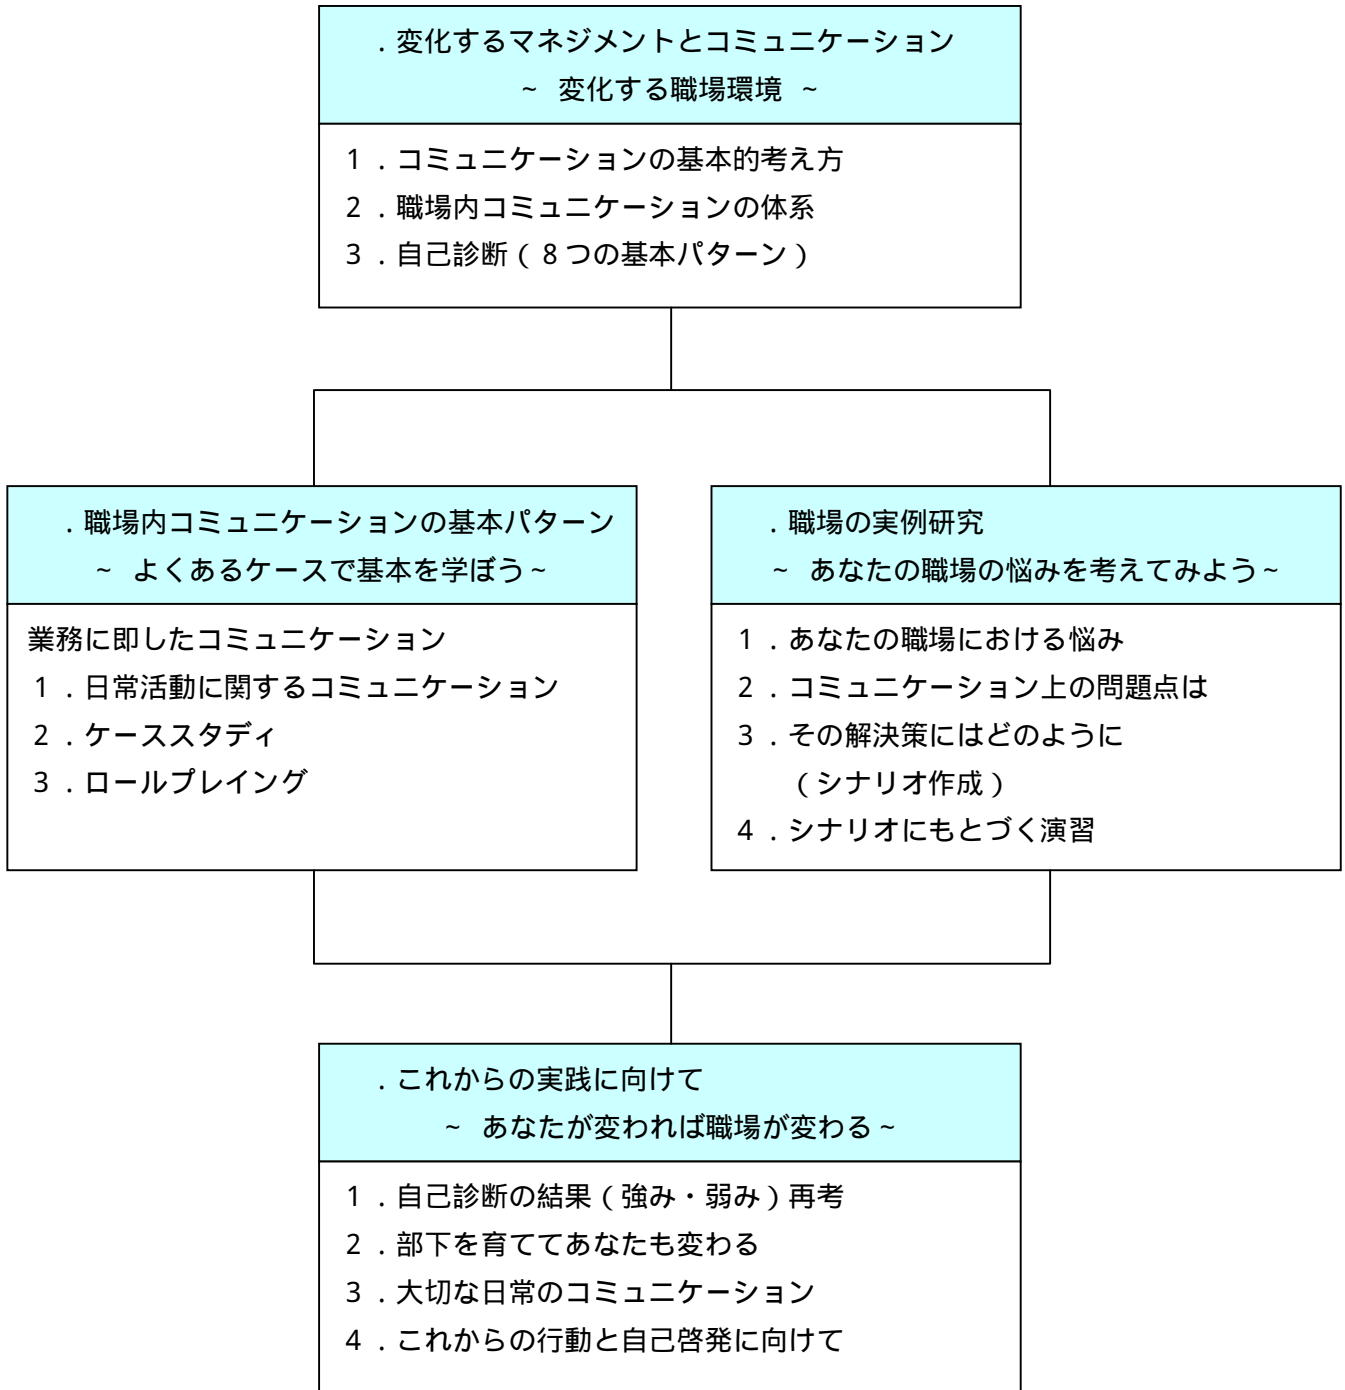 ．変化するマネジメントとコミュニケーション
~ 変化する職場環境 ~
1．コミュニケーションの基本的考え方
2．職場内コミュニケーションの体系
3．自己診断（8つの基本パターン）
．職場内コミュニケーションの基本パターン
~ よくあるケースで基本を学ぼう~
業務に即したコミュニケーション
1．日常活動に関するコミュニケーション
2．ケーススタディ
3．ロールプレイング
．職場の実例研究
~ あなたの職場の悩みを考えてみよう~
1．あなたの職場における悩み
2．コミュニケーション上の問題点は
3．その解決策にはどのように
（シナリオ作成）
4．シナリオにもとづく演習
．これからの実践に向けて
~ あなたが変われば職場が変わる~
1．自己診断の結果（強み・弱み）再考
2．部下を育ててあなたも変わる
3．大切な日常のコミュニケーション
4．これからの行動と自己啓発に向けて